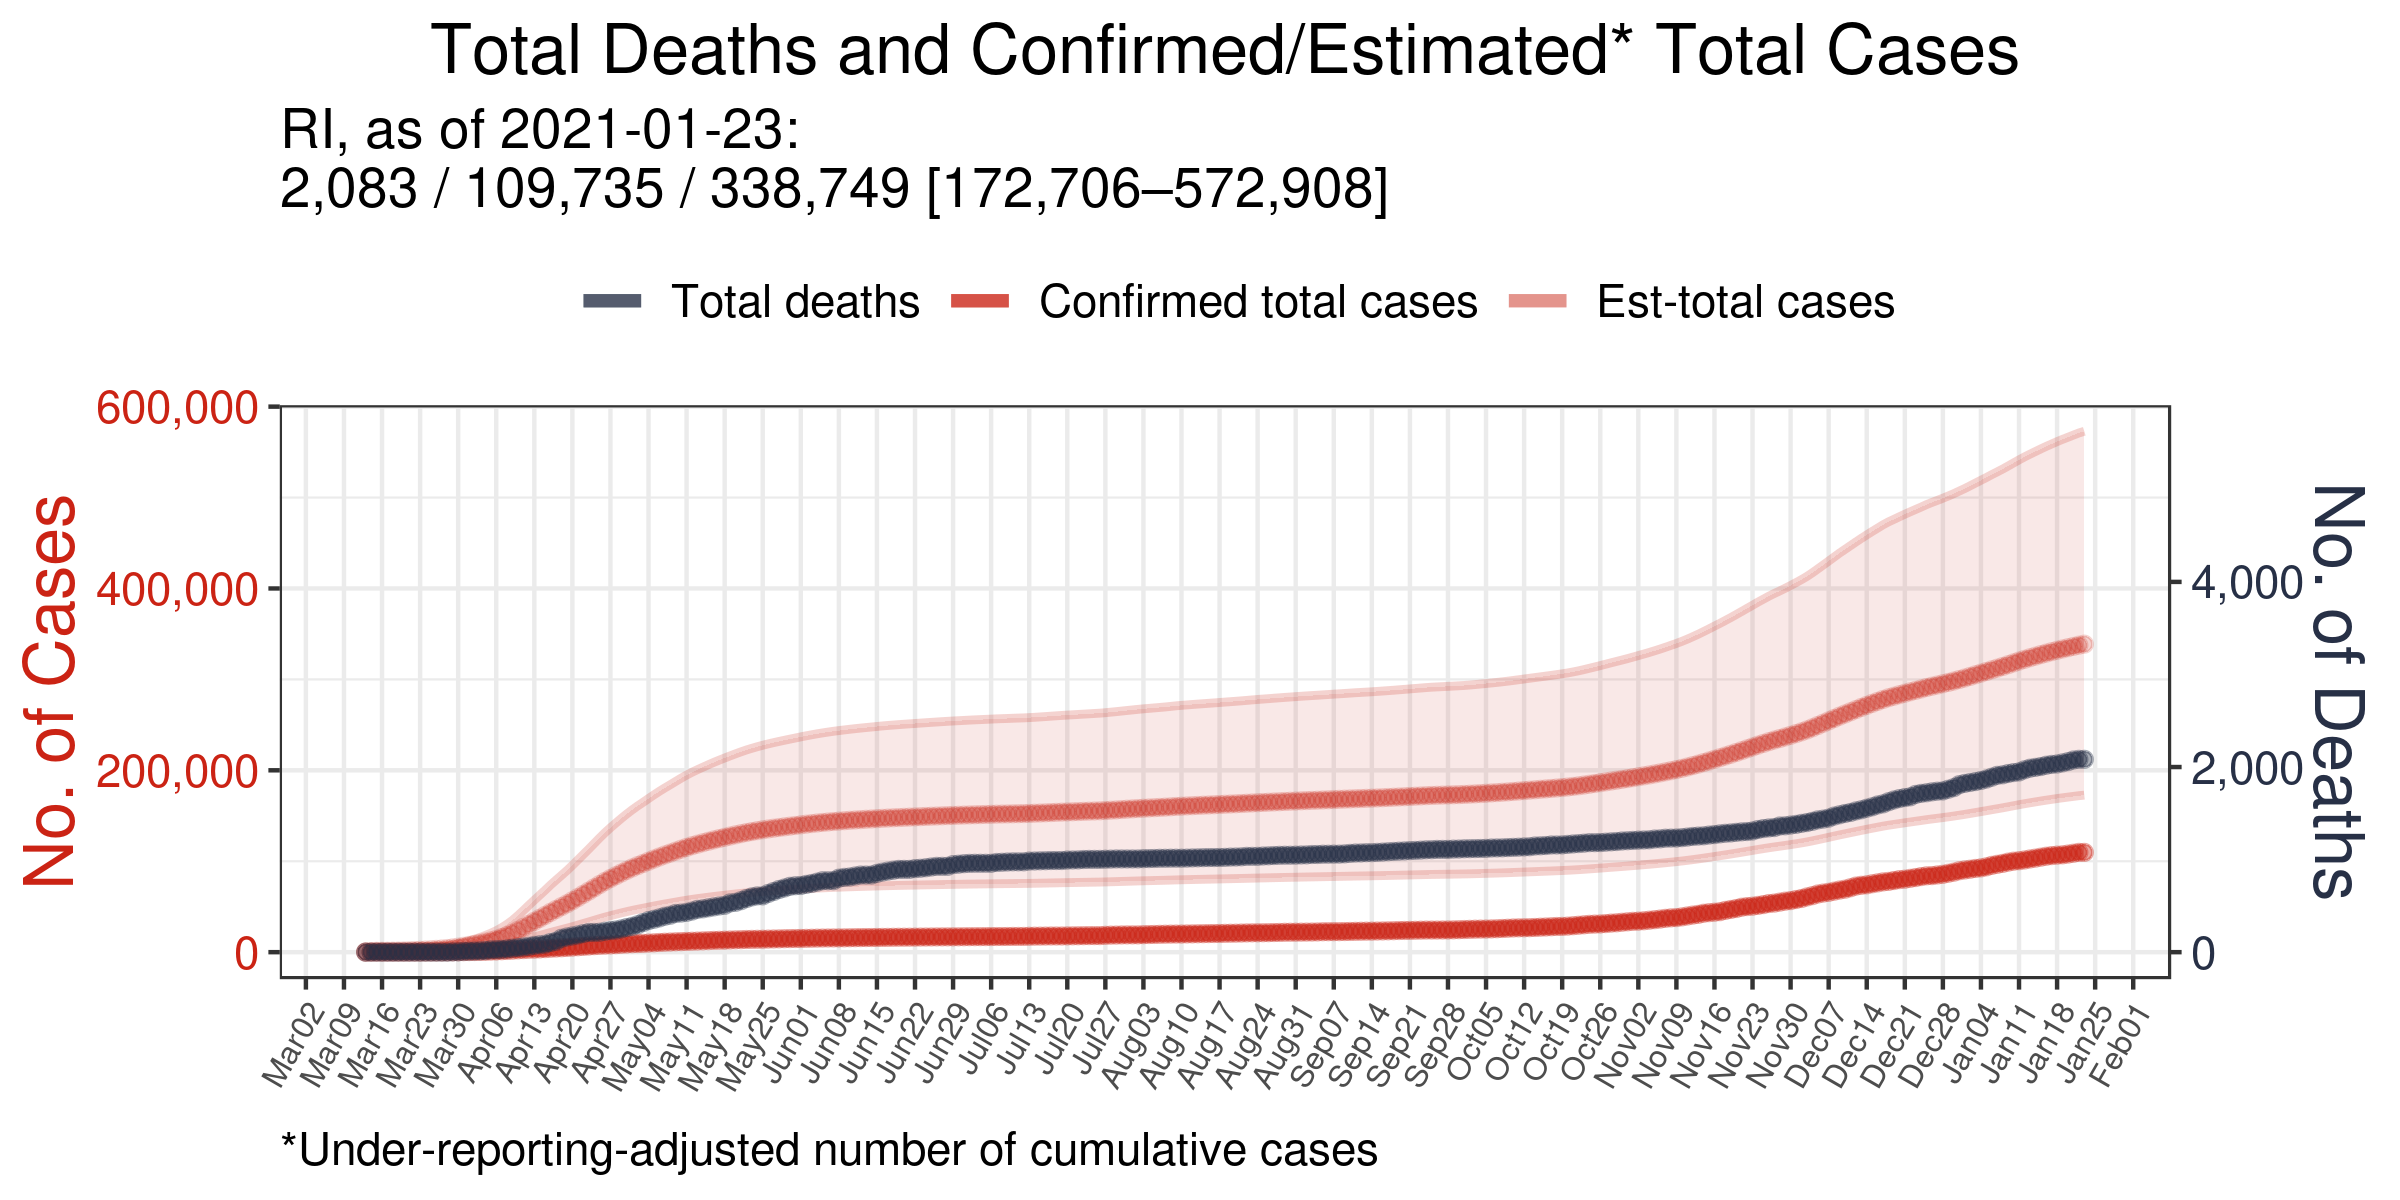 Total Deaths and Confirmed/Estimated* Total Cases
RI, as of 2021-01-23:
2,083 / 109,735 / 338,749 [172,706–572,908]
Total deaths
Confirmed total cases
Est-total cases
No. of Cases
600,000
400,000
200,000
0
4,000
2,000
0
No. of Deaths
Mar02
Mar09
Mar16
Mar23
Mar30
Apr06
Apr13
Apr20
Apr27
May04
May11
May18
May25
Jun01
Jun08
Jun15
Jun22
Jun29
Jul06
Jul13
Jul20
Jul27
Aug03
Aug10
Aug17
Aug24
Aug31
Sep07
Sep14
Sep21
Sep28
Oct05
Oct12
Oct19
Oct26
Nov02
Nov09
Nov16
Nov23
Nov30
Dec07
Dec14
Dec21
Dec28
Jan04
Jan11
Jan18
Jan25
Feb01
*Under-reporting-adjusted number of cumulative cases